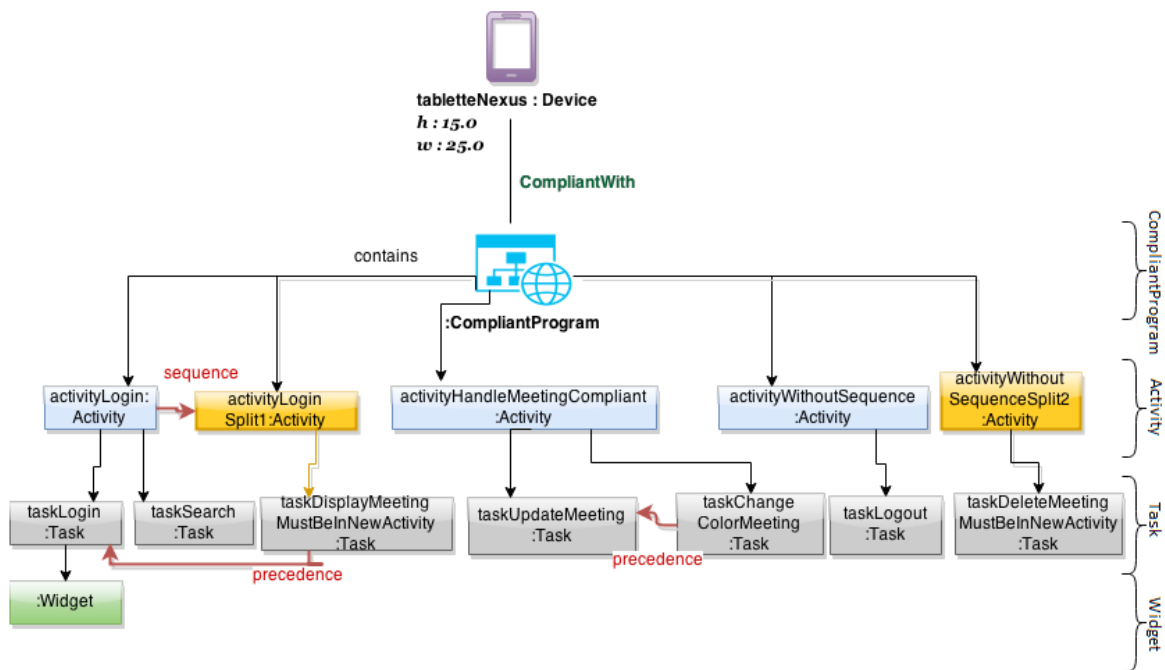 tabletteNexus : Device
h : 15.0
w : 25.0
CompliantWith
contains
:CompliantProgram
CompliantProgram
sequence
activityLogin:
Activity
activityLogin
Split1:Activity
activityHandleMeetingCompliant
:Activity
activityWithoutSequence
:Activity
activityWithout
SequenceSplit2
:Activity
Activity
taskLogin
:Task
taskSearch
:Task
taskDisplayMeeting
MustBeInNewActivity
:Task
taskUpdateMeeting
:Task
taskChange
ColorMeeting
:Task
taskLogout
:Task
taskDeleteMeeting
MustBeInNewActivity
:Task
Task
precedence
precedence
:Widget
Widget